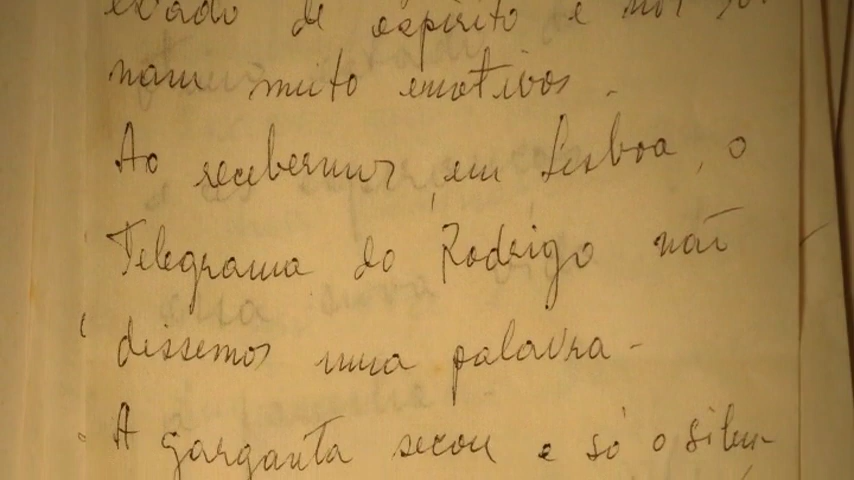 estado de espírito e nos tor-
nam muito emotivos.
Ao recebermos, em Lisboa, o
Telegrama do Rodrigo não
dissemos uma palavra.
A garganta secou e só o silên-